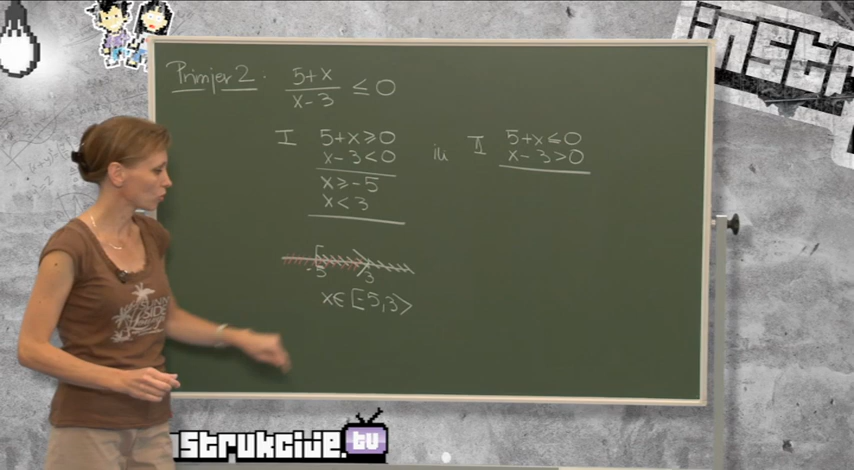 Primjer 2:
5+x
x-3
≤ 0
I
5+x ≥ 0
x-3 < 0
x ≥ -5
x < 3
ili
II
5+x ≤ 0
x-3 > 0
[
-5
3
x ∈ [-5, 3>
INSTRUKCIJE.tv